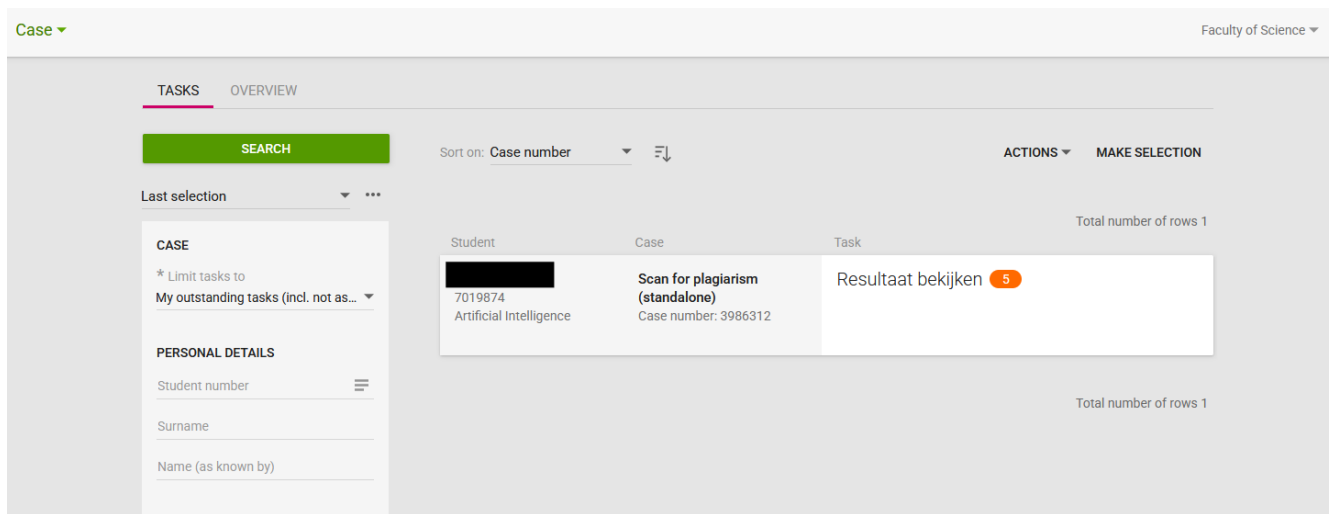 Case
Faculty of Science
TASKS
OVERVIEW
SEARCH
Last selection
CASE
* Limit tasks to
My outstanding tasks (incl. not as...
PERSONAL DETAILS
Student number
Surname
Name (as known by)
Sort on: Case number
ACTIONS
MAKE SELECTION
Total number of rows 1
Student
Case
Task
7019874
Artificial Intelligence
Scan for plagiarism
(standalone)
Case number: 3986312
Resultaat bekijken 5
Total number of rows 1